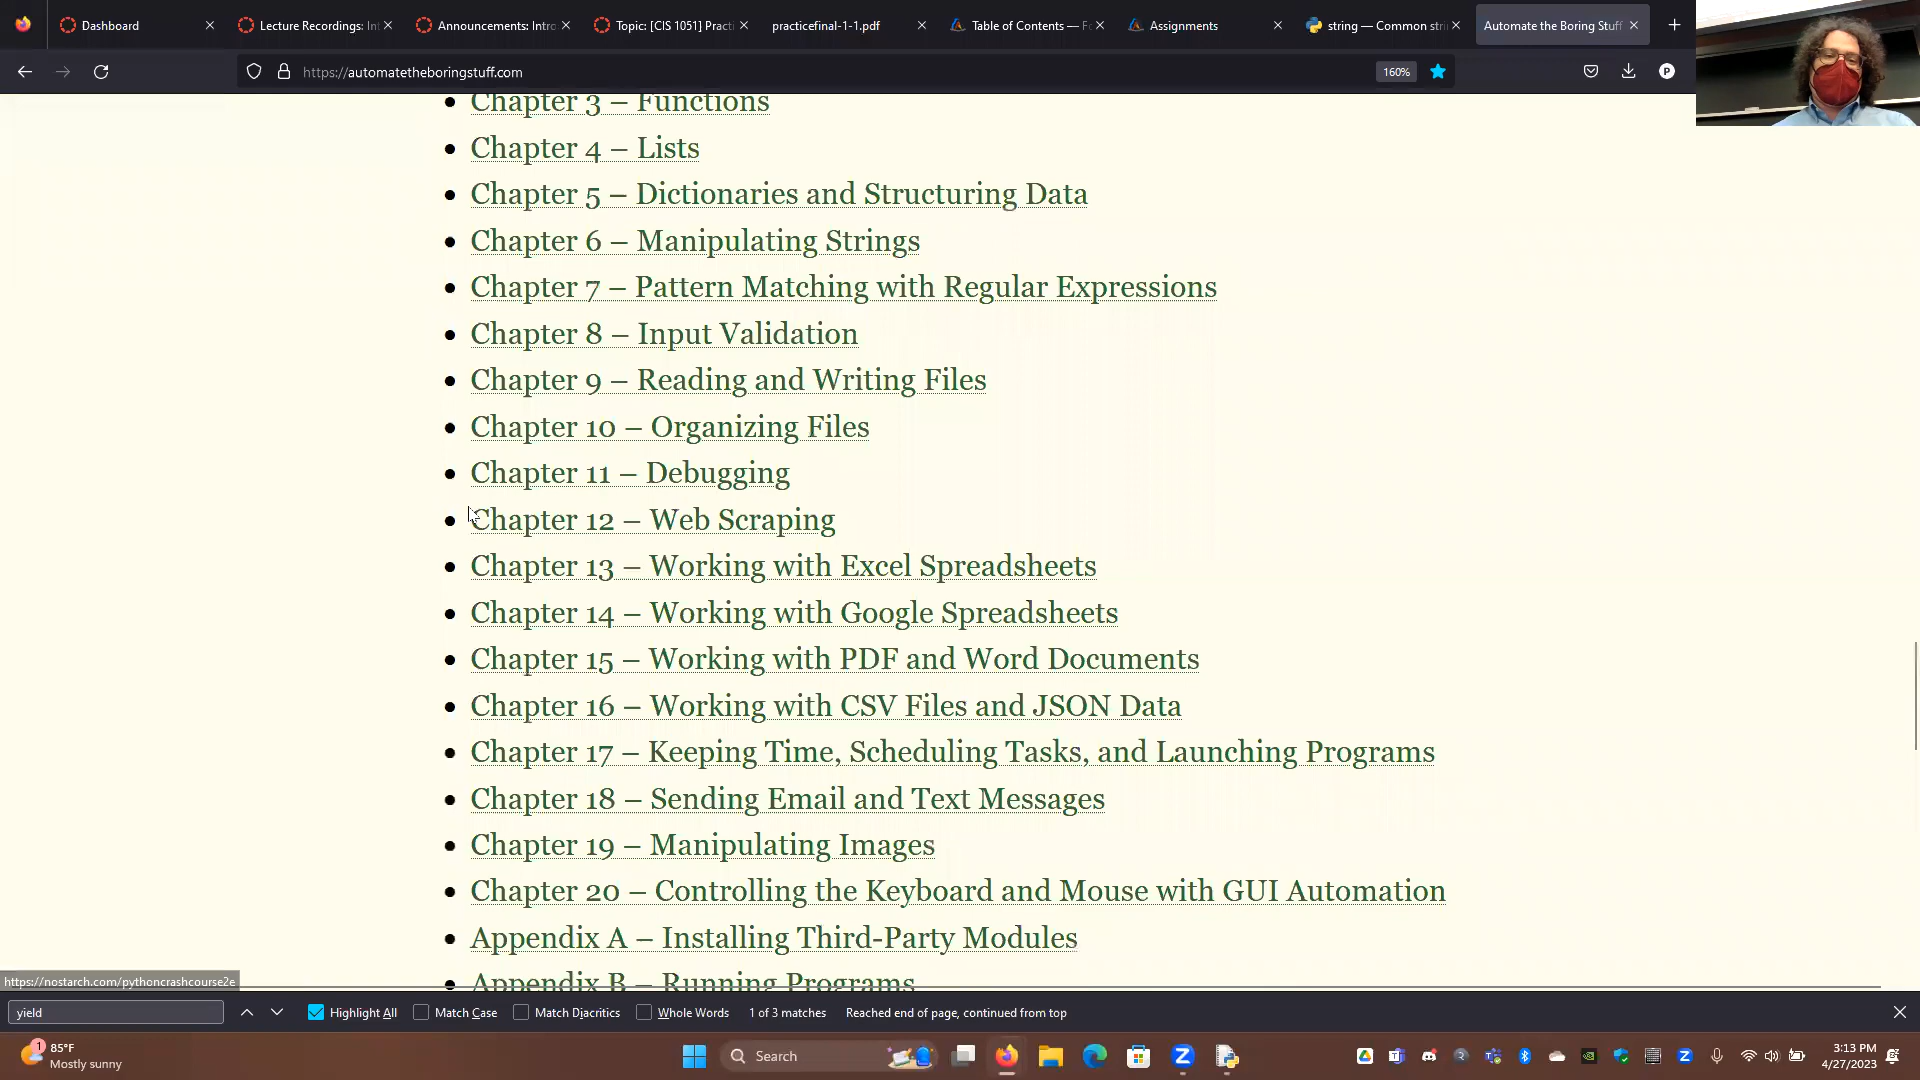 Dashboard
Lecture Recordings: Int
Announcements: Intro
Topic: [CIS 1051] Practi
practicefinal-1-1.pdf
Table of Contents — Fo
Assignments
string — Common stri
Automate the Boring Stuff
https://automatetheboringstuff.com
160%
P
Chapter 3 – Functions
Chapter 4 – Lists
Chapter 5 – Dictionaries and Structuring Data
Chapter 6 – Manipulating Strings
Chapter 7 – Pattern Matching with Regular Expressions
Chapter 8 – Input Validation
Chapter 9 – Reading and Writing Files
Chapter 10 – Organizing Files
Chapter 11 – Debugging
Chapter 12 – Web Scraping
Chapter 13 – Working with Excel Spreadsheets
Chapter 14 – Working with Google Spreadsheets
Chapter 15 – Working with PDF and Word Documents
Chapter 16 – Working with CSV Files and JSON Data
Chapter 17 – Keeping Time, Scheduling Tasks, and Launching Programs
Chapter 18 – Sending Email and Text Messages
Chapter 19 – Manipulating Images
Chapter 20 – Controlling the Keyboard and Mouse with GUI Automation
Appendix A – Installing Third-Party Modules
Appendix B – Running Programs
https://nostarch.com/pythoncrashcourse2e
yield
Highlight All
Match Case
Match Diacritics
Whole Words
1 of 3 matches
Reached end of page, continued from top
1
85°F
Mostly sunny
Search
3:13 PM
4/27/2023